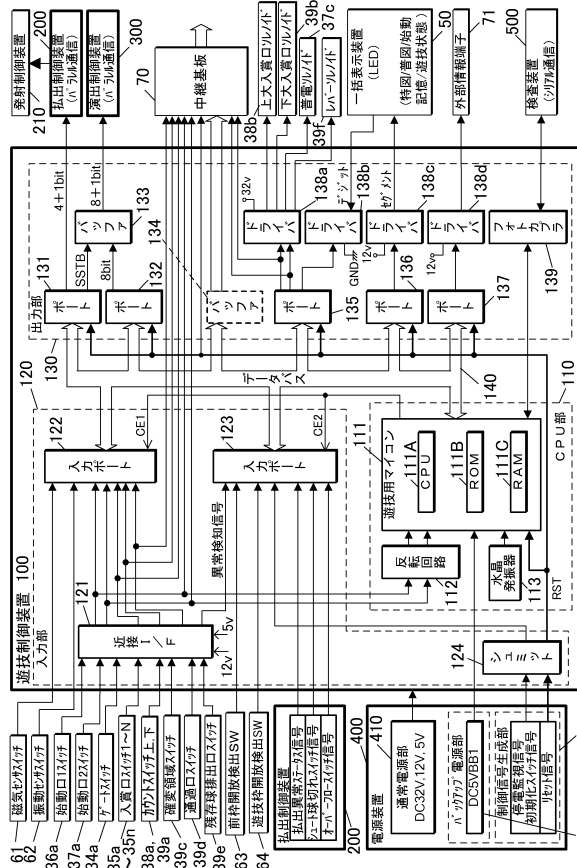 発射制御装置
210
払出制御装置
(パラレル通信)
200
演出制御装置
(パラレル通信)
300
中継基板
70
上大入賞口ソレノイド
38b
下大入賞口ソレノイド
39b
普電ソレノイド
37c
レバーソレノイド
39f
一括表示装置
(LED)
(特図/普図/始動
記憶/遊技状態)
50
外部情報端子
71
検査装置
(シリアル通信)
500
4+1bit
8+1bit
SSTB
8bit
出力部
130
ポート
131
ポート
132
バッファ
133
バッファ
134
ポート
135
ポート
136
ポート
137
ドライバ
138a
ドライバ
138b
ドライバ
138c
ドライバ
138d
フォトカプラ
139
32v
デジット
セグメント
GND
12v
12v
データバス
140
遊技制御装置
100
入力部
120
近接I/F
121
12v
5v
入力ポート
122
CE1
入力ポート
123
CE2
異常検知信号
遊技用マイコン
111
CPU
111A
ROM
111B
RAM
111C
CPU部
110
反転回路
112
水晶発振器
113
RST
シュミット
124
磁気センサスイッチ
61
振動センサスイッチ
62
始動口1スイッチ
36a
始動口2スイッチ
37a
ゲートスイッチ
34a
入賞口スイッチ1~N
35a
~35n
カウントスイッチ上、下
38a、
39a
確変領域スイッチ
39c
通過口スイッチ
39d
残存球排出口スイッチ
39e
前枠開放検出SW
63
遊技枠開放検出SW
64
払出制御装置
200
払出異常ステータス信号
シュート球切れスイッチ信号
オーバーフロースイッチ信号
電源装置
400
通常電源部
DC32V,12V,5V
410
バックアップ電源部
DC5VBB1
制御信号生成部
停電監視信号
初期化スイッチ信号
リセット信号